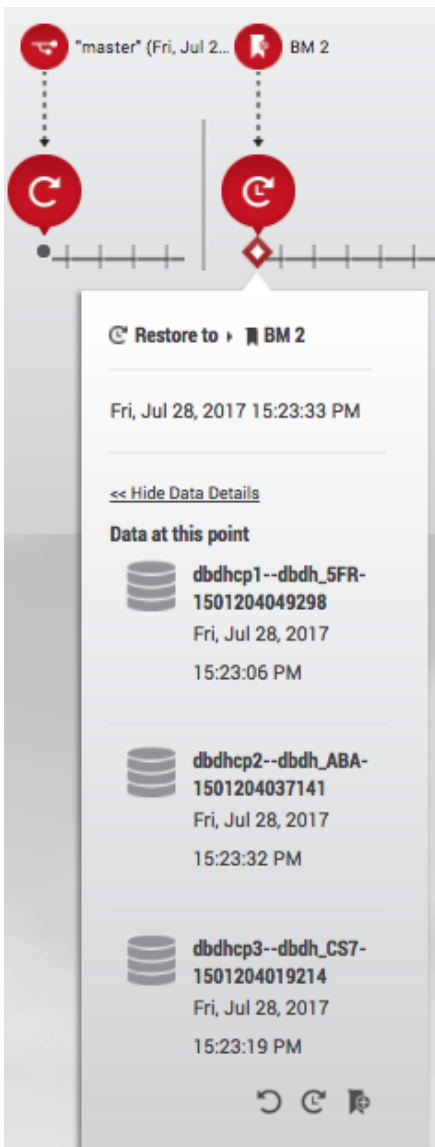 "master" (Fri, Jul 2... BM 2
Restore to BM 2
Fri, Jul 28, 2017 15:23:33 PM
<< Hide Data Details
Data at this point
dbdhcp1--dbdh_5FR-
1501204049298
Fri, Jul 28, 2017
15:23:06 PM
dbdhcp2--dbdh_ABA-
1501204037141
Fri, Jul 28, 2017
15:23:32 PM
dbdhcp3--dbdh_CS7-
1501204019214
Fri, Jul 28, 2017
15:23:19 PM